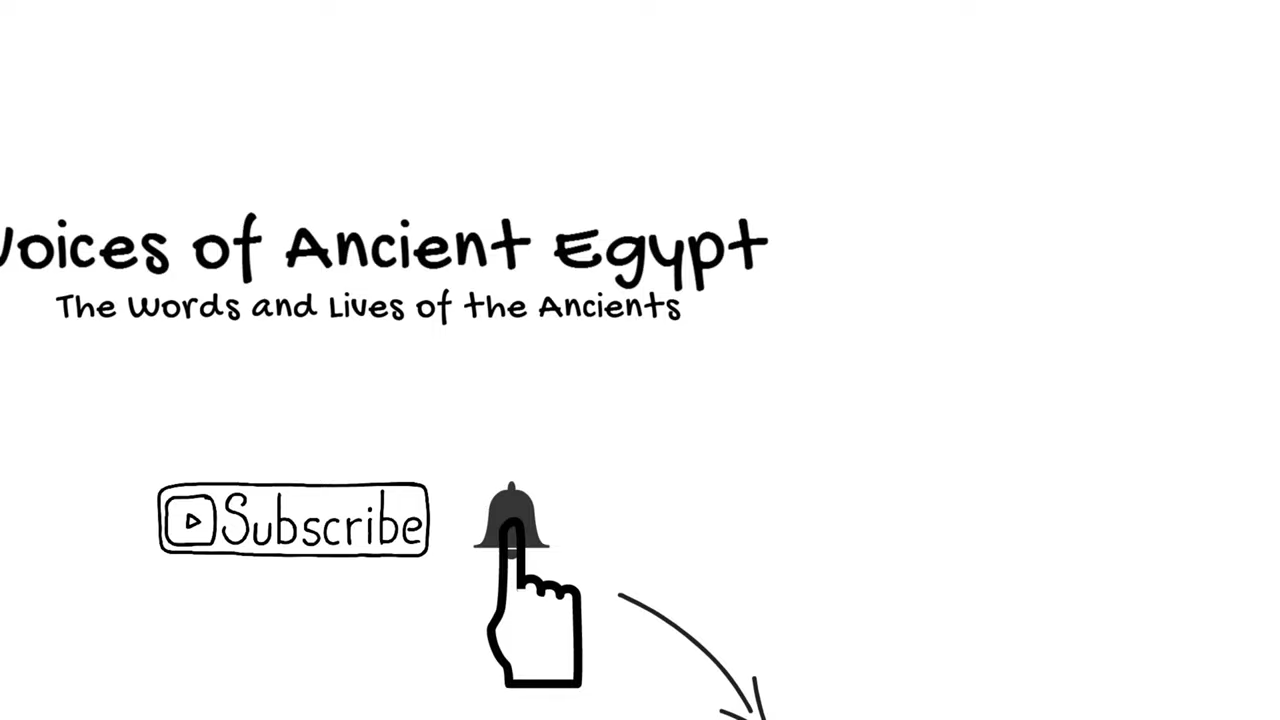 Voices of Ancient Egypt
The Words and Lives of the Ancients
Subscribe